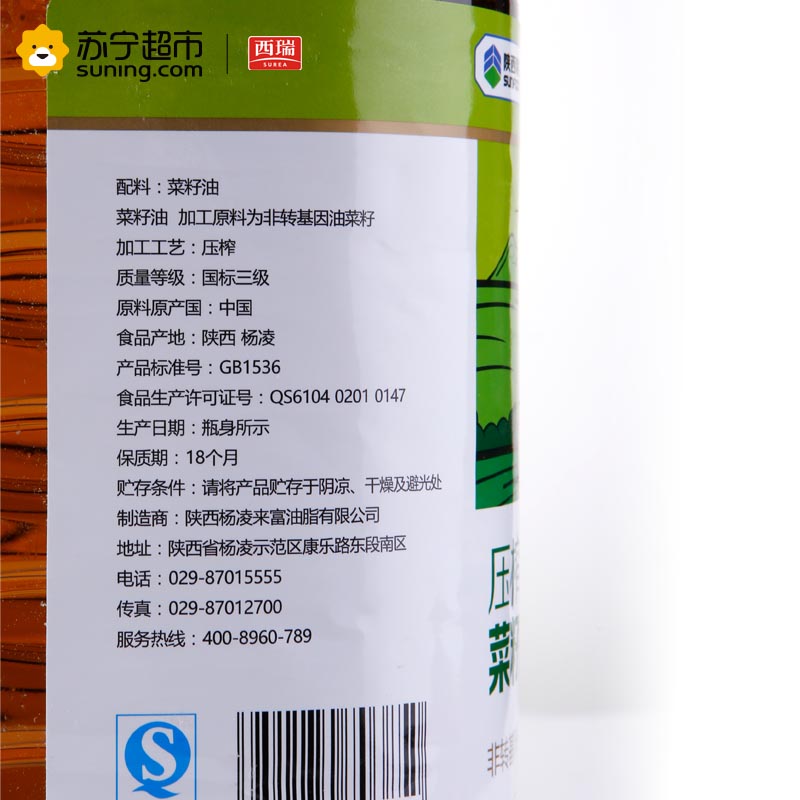 苏宁超市
suning.com
西瑞
SUREA
陕西
配料：菜籽油
菜籽油 加工原料为非转基因油菜籽
加工工艺：压榨
质量等级：国标三级
原料原产国：中国
食品产地：陕西 杨凌
产品标准号：GB1536
食品生产许可证号：QS6104 0201 0147
生产日期：瓶身所示
保质期：18个月
贮存条件：请将产品贮存于阴凉、干燥及避光处
制造商：陕西杨凌来富油脂有限公司
地址：陕西省杨凌示范区康乐路东段南区
电话：029-87015555
传真：029-87012700
服务热线：400-8960-789
压榨
菜
非转基